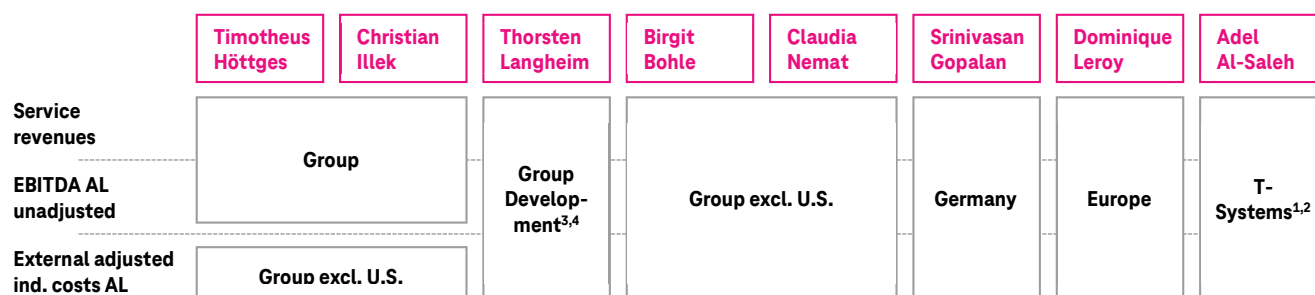 Timotheus
Höttges
Christian
Illek
Thorsten
Langheim
Birgit
Bohle
Claudia
Nemat
Srinivasan
Gopalan
Dominique
Leroy
Adel
Al-Saleh
Service
revenues
EBITDA AL
unadjusted
External adjusted
ind. costs AL
Group
Group excl. U.S.
Group
Develop-
ment3,4
Group excl. U.S.
Germany
Europe
T-
Systems1,2